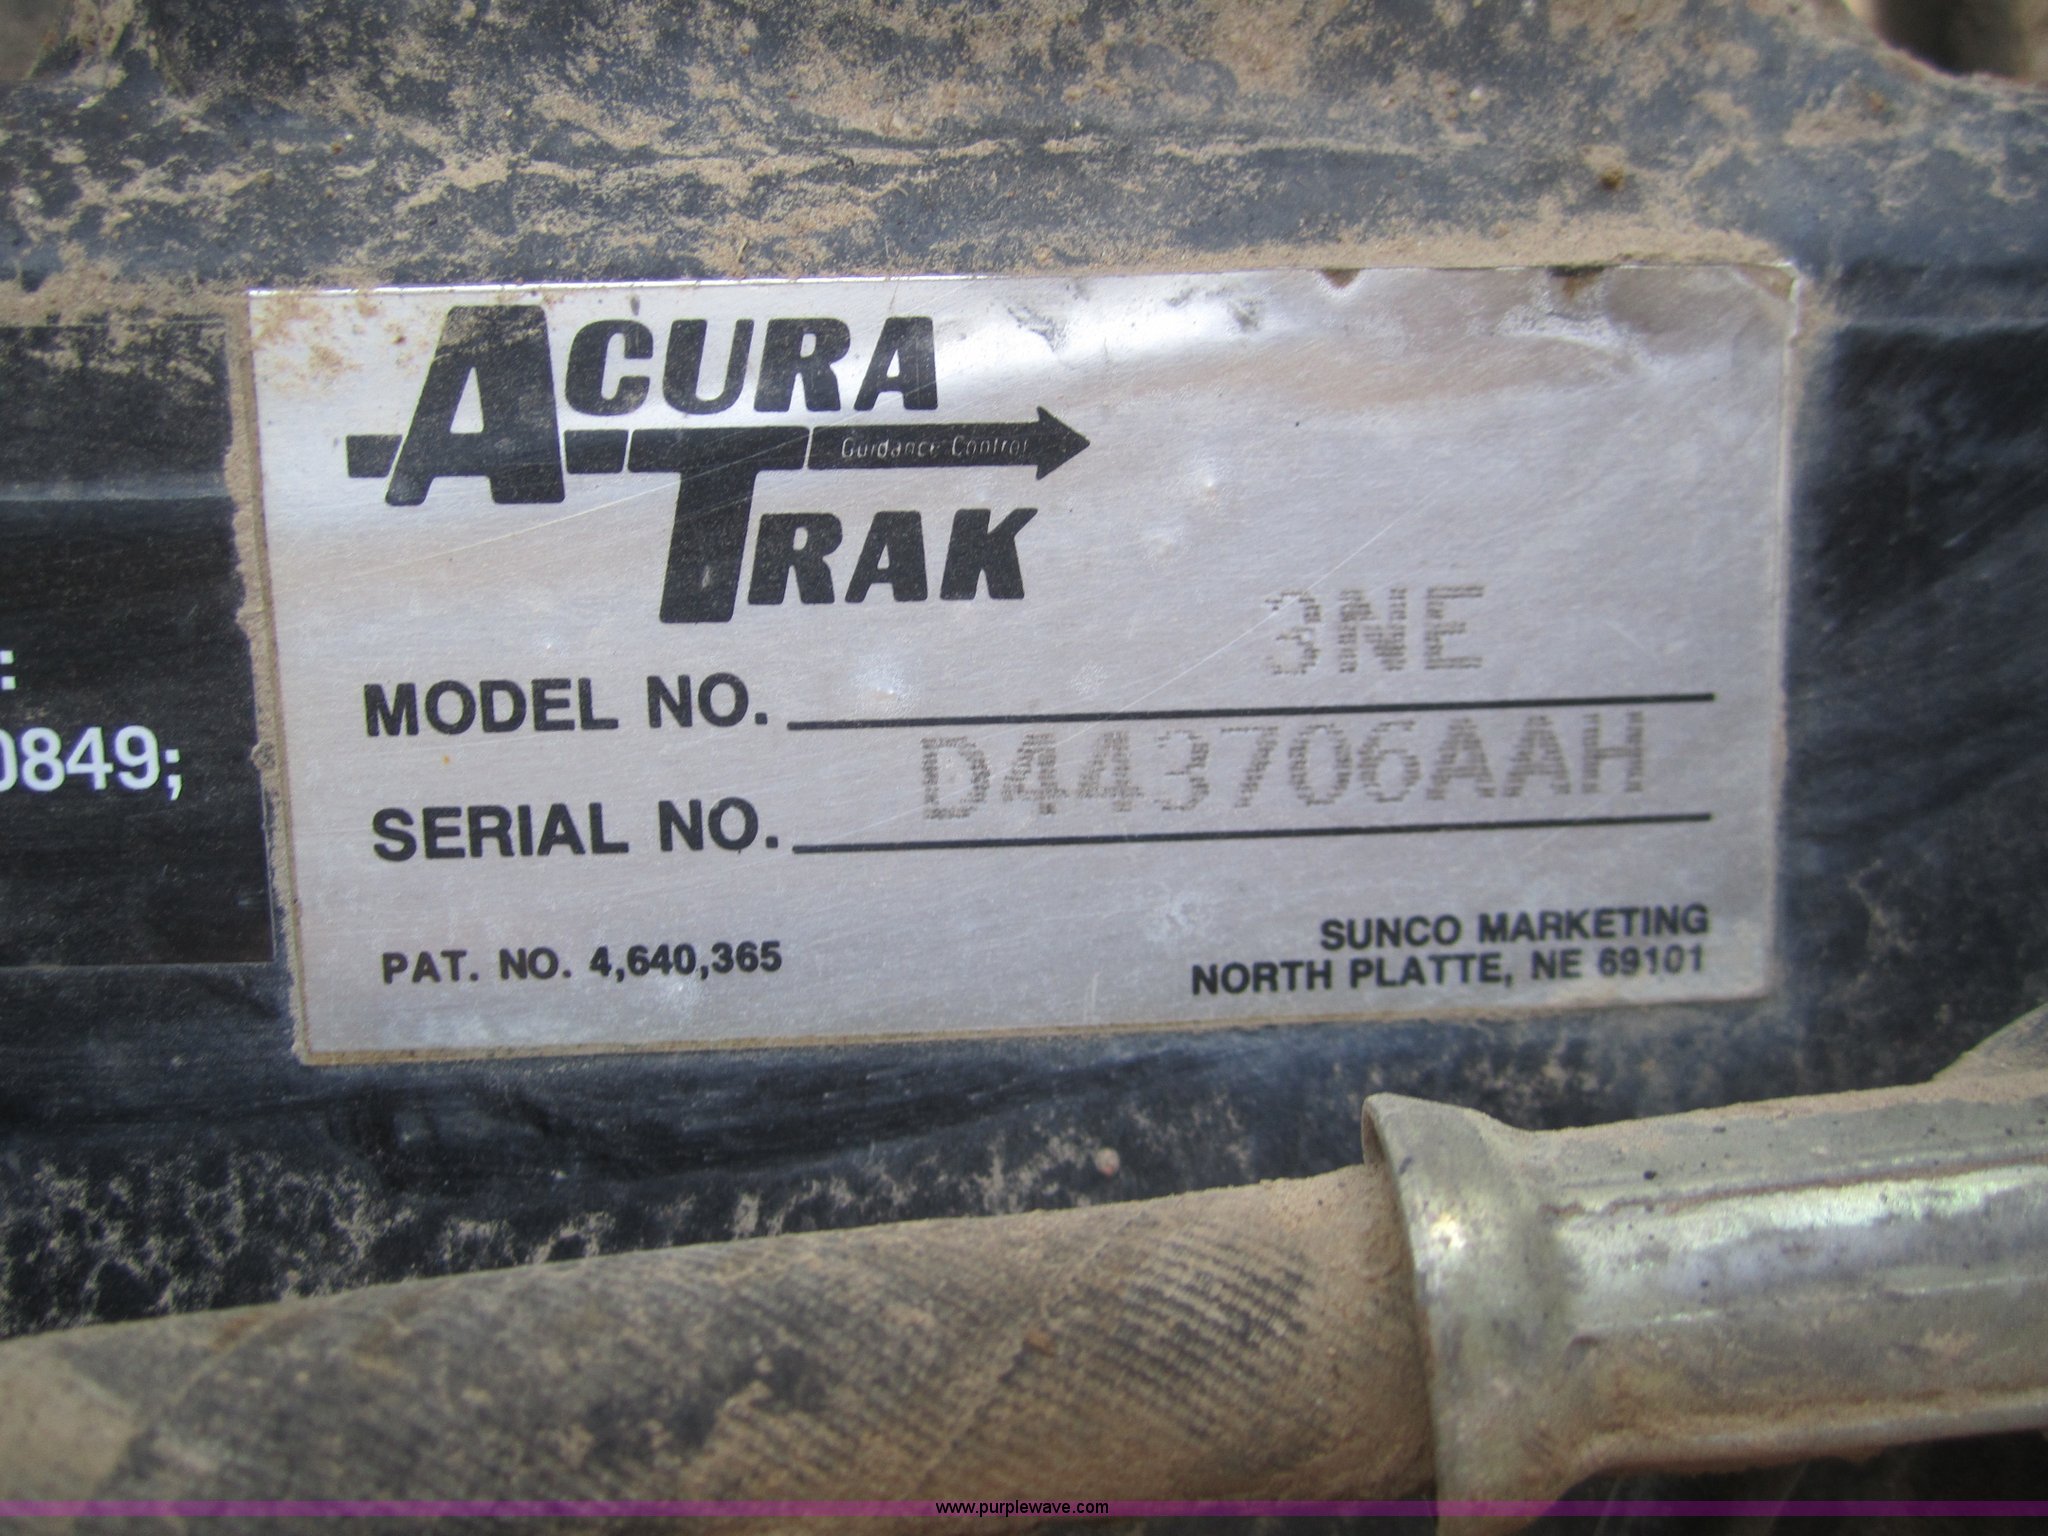 ACURA
Guidance Control
TRAK
:
0849;
MODEL NO. 3NE
SERIAL NO. B443706AAH
PAT. NO. 4,640,365
SUNCO MARKETING
NORTH PLATTE, NE 69101
www.purplewave.com